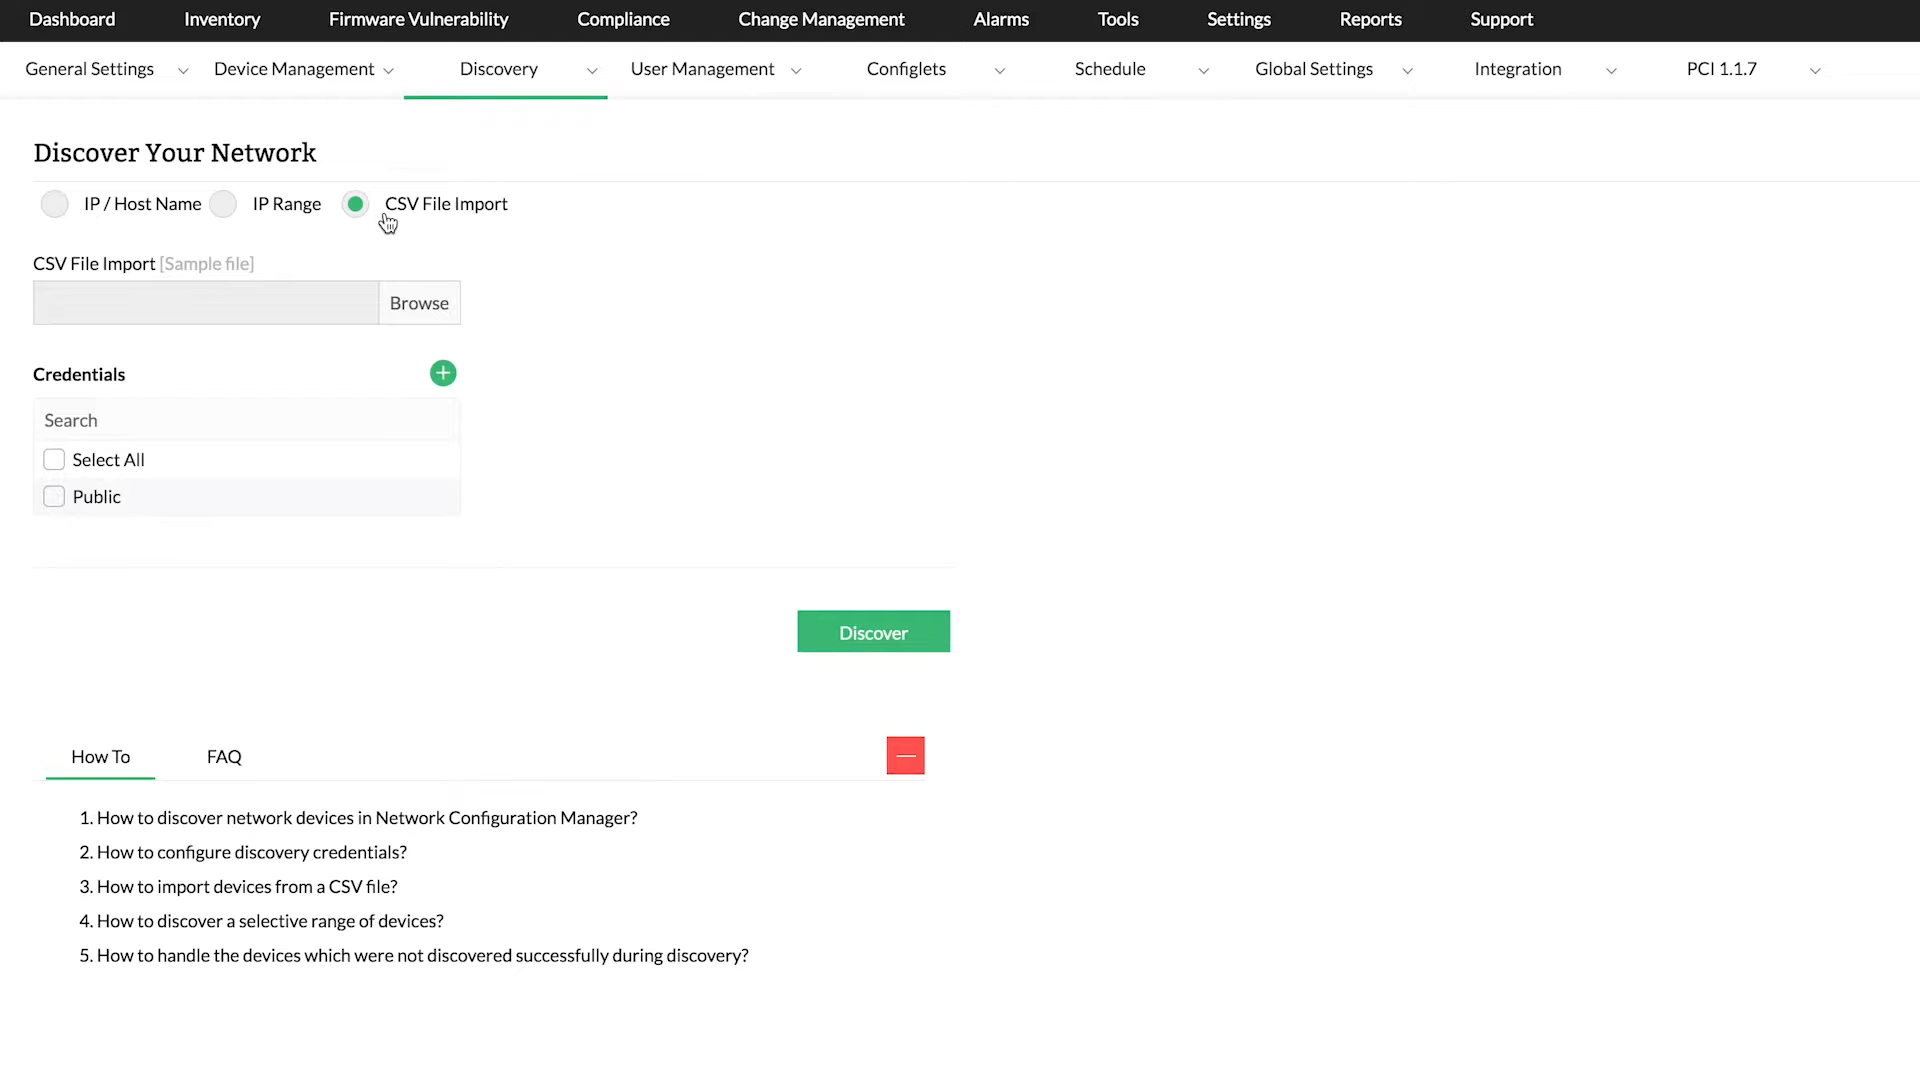 Dashboard Inventory Firmware Vulnerability Compliance Change Management Alarms Tools Settings Reports Support
General Settings Device Management Discovery User Management Configlets Schedule Global Settings Integration PCI 1.1.7
Discover Your Network
IP / Host Name IP Range CSV File Import
CSV File Import [Sample file]
Browse
Credentials
Search
Select All
Public
Discover
How To FAQ
1. How to discover network devices in Network Configuration Manager?
2. How to configure discovery credentials?
3. How to import devices from a CSV file?
4. How to discover a selective range of devices?
5. How to handle the devices which were not discovered successfully during discovery?